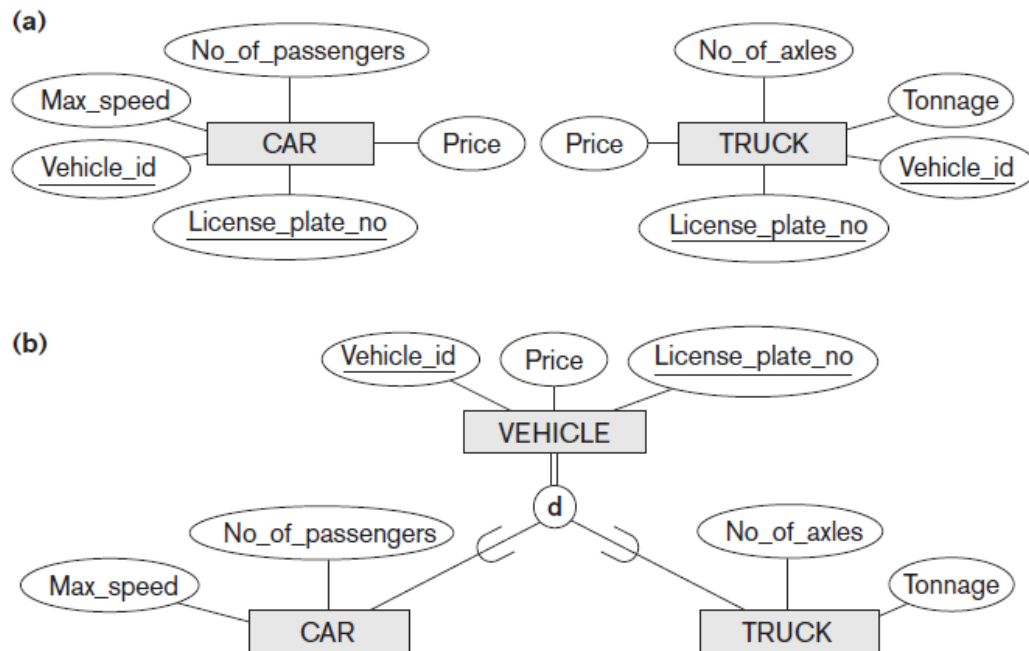 (a)
No_of_passengers
No_of_axles
Max_speed
Tonnage
CAR
Price
Price
TRUCK
Vehicle_id
Vehicle_id
License_plate_no
License_plate_no
(b)
Vehicle_id
Price
License_plate_no
VEHICLE
d
No_of_passengers
No_of_axles
Max_speed
Tonnage
CAR
TRUCK